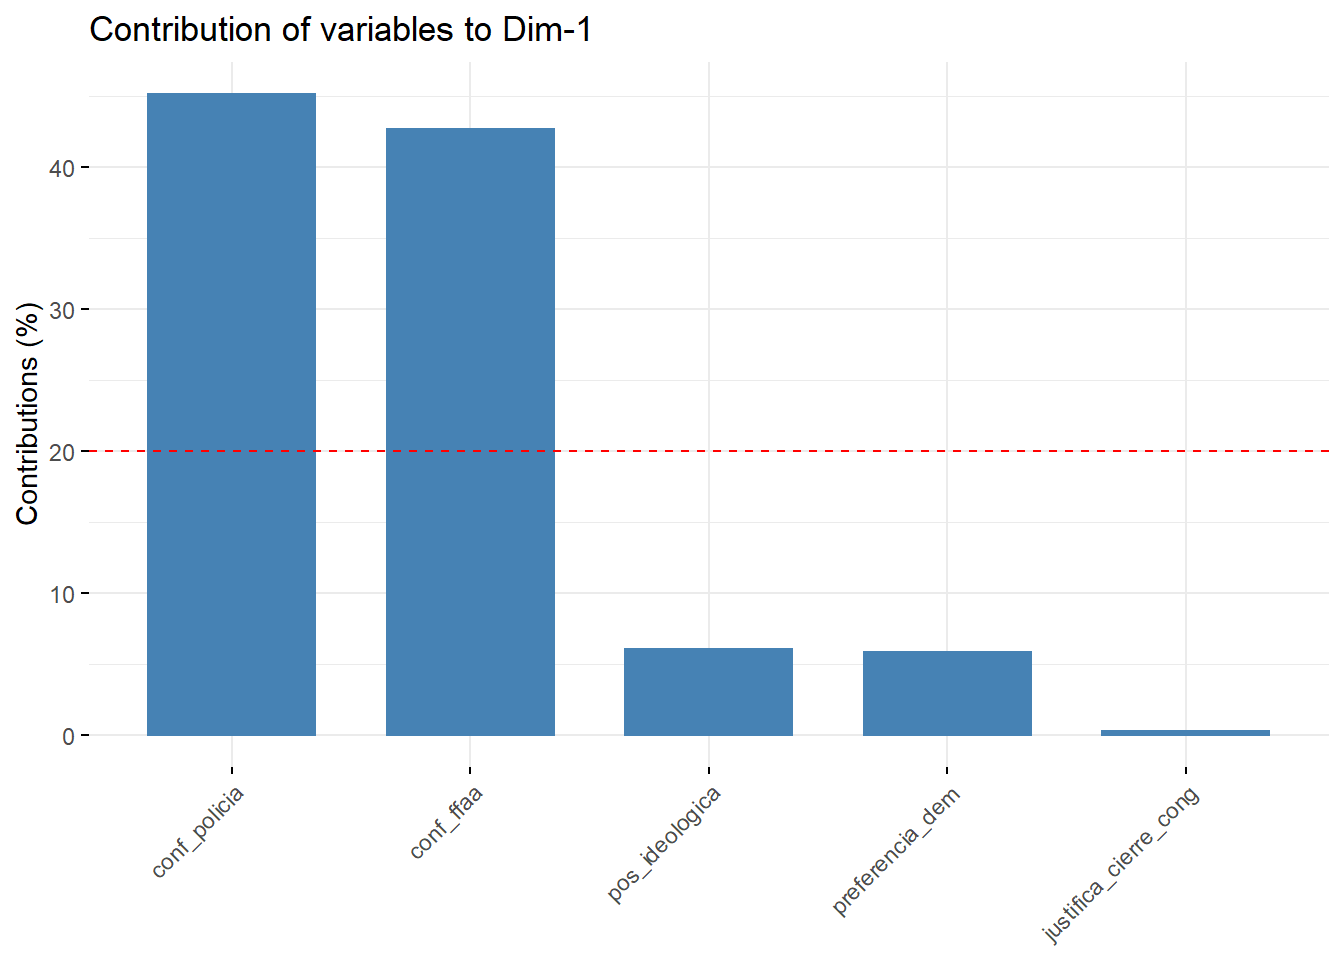 Contribution of variables to Dim-1
Contributions (%)
40
30
20
10
0
conf_policia
conf_ffaa
pos_ideologica
preferencia_dem
justifica_cierre_cong